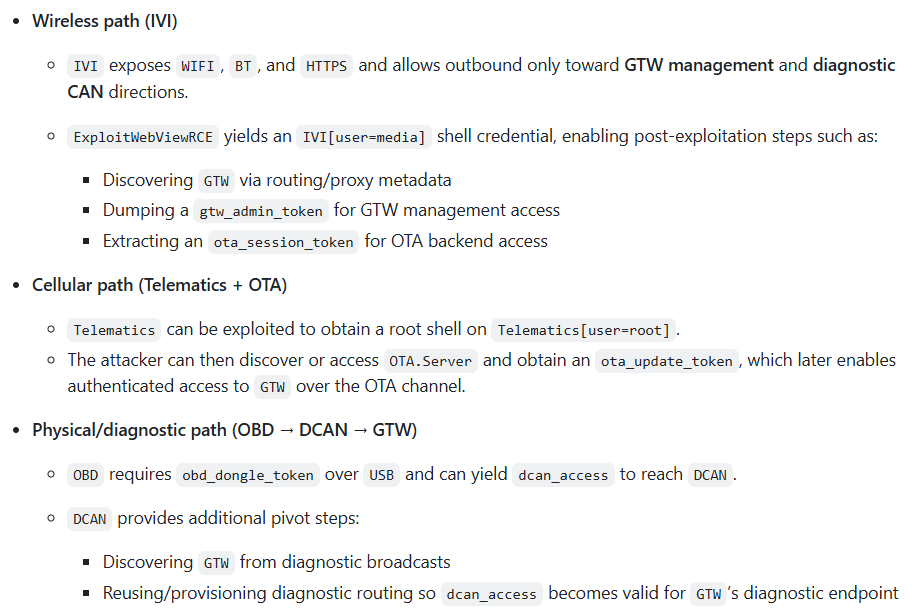 • Wireless path (IVI)
○ IVI exposes WIFI, BT, and HTTPS and allows outbound only toward GTW management and diagnostic
CAN directions.
○ ExploitWebViewRCE yields an IVI[user=media] shell credential, enabling post-exploitation steps such as:
▪ Discovering GTW via routing/proxy metadata
▪ Dumping a gtw_admin_token for GTW management access
▪ Extracting an ota_session_token for OTA backend access
• Cellular path (Telematics + OTA)
○ Telematics can be exploited to obtain a root shell on Telematics[user=root].
○ The attacker can then discover or access OTA.Server and obtain an ota_update_token, which later enables
authenticated access to GTW over the OTA channel.
• Physical/diagnostic path (OBD → DCAN → GTW)
○ OBD requires obd_dongle_token over USB and can yield dcan_access to reach DCAN.
○ DCAN provides additional pivot steps:
▪ Discovering GTW from diagnostic broadcasts
▪ Reusing/provisioning diagnostic routing so dcan_access becomes valid for GTW's diagnostic endpoint